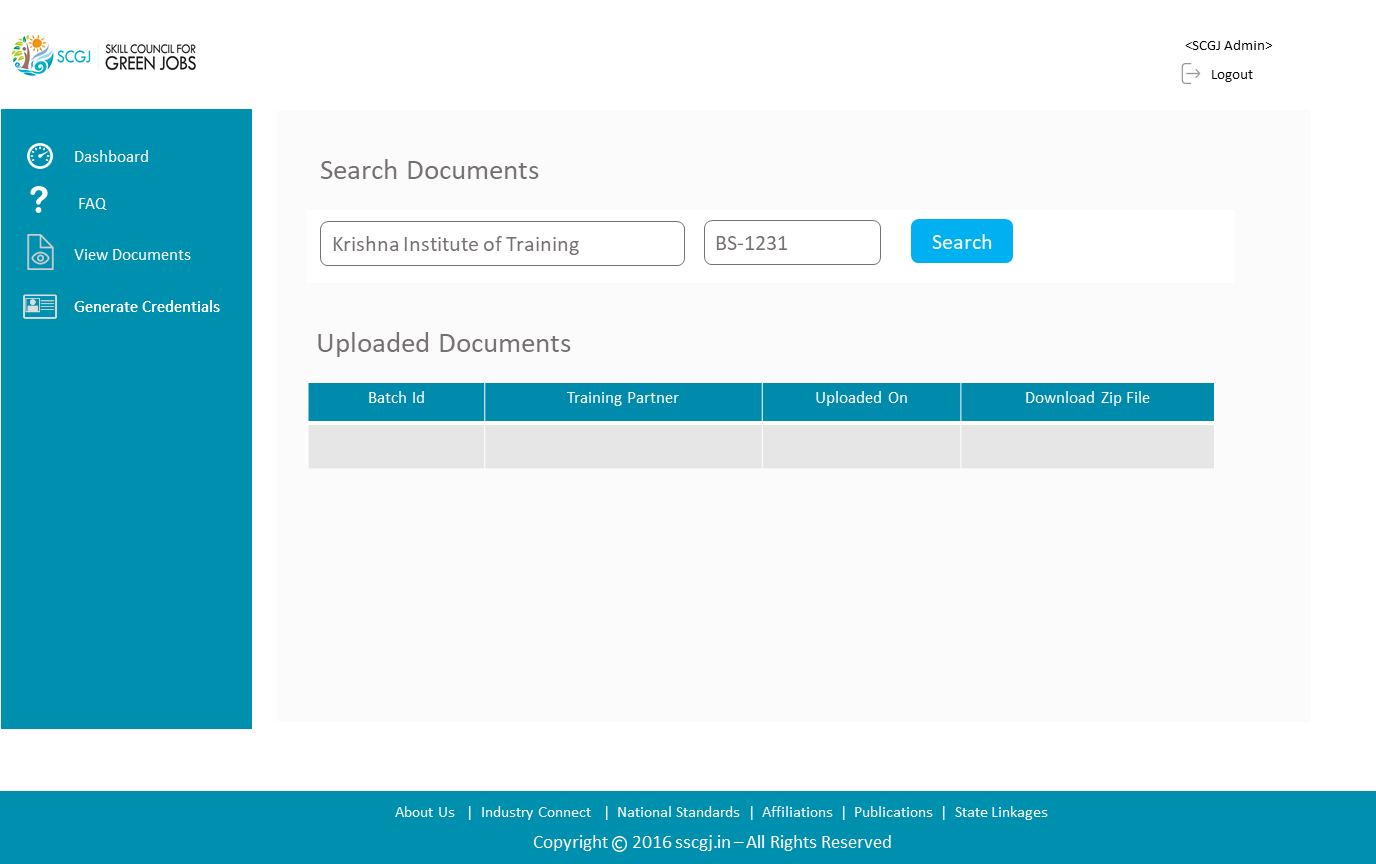 SCGJ
SKILL COUNCIL FOR
GREEN JOBS
<SCGJ Admin>
Logout
Dashboard
FAQ
View Documents
Generate Credentials
Search Documents
Krishna Institute of Training
BS-1231
Search
Uploaded Documents
Batch Id
Training Partner
Uploaded On
Download Zip File
About Us | Industry Connect | National Standards | Affiliations | Publications | State Linkages
Copyright © 2016 sscgj.in – All Rights Reserved